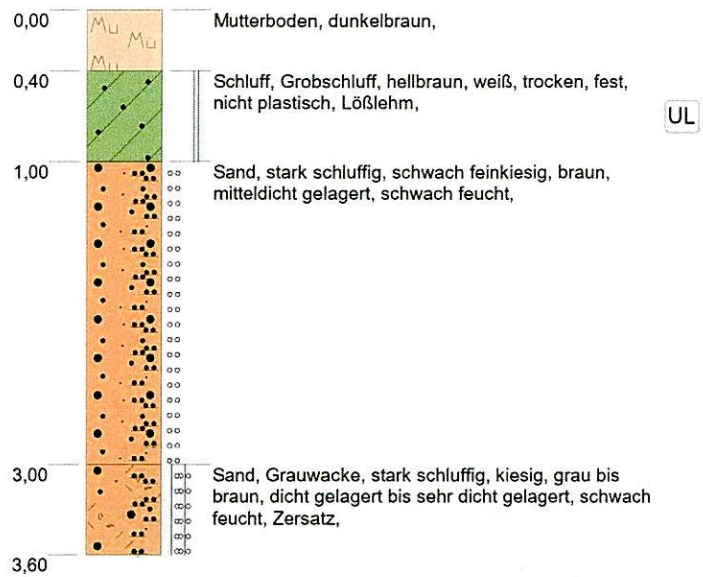 0,00
Mutterboden, dunkelbraun,
Mu
Mu
Mu
0,40
Schluff, Grobschluff, hellbraun, weiß, trocken, fest,
nicht plastisch, Lößlehm,
UL
1,00
Sand, stark schluffig, schwach feinkiesig, braun,
mitteldicht gelagert, schwach feucht,
3,00
Sand, Grauwacke, stark schluffig, kiesig, grau bis
braun, dicht gelagert bis sehr dicht gelagert, schwach
feucht, Zersatz,
3,60